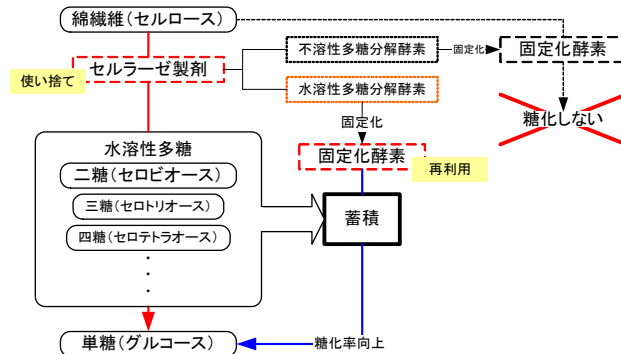 綿繊維（セルロース）
使い捨て
セルラーゼ製剤
不溶性多糖分解酵素
固定化
固定化酵素
水溶性多糖分解酵素
糖化しない
固定化
固定化酵素
再利用
水溶性多糖
二糖（セロビオース）
三糖（セロトリオース）
四糖（セロテトラオース）
・
・
・
蓄積
単糖（グルコース）
糖化率向上